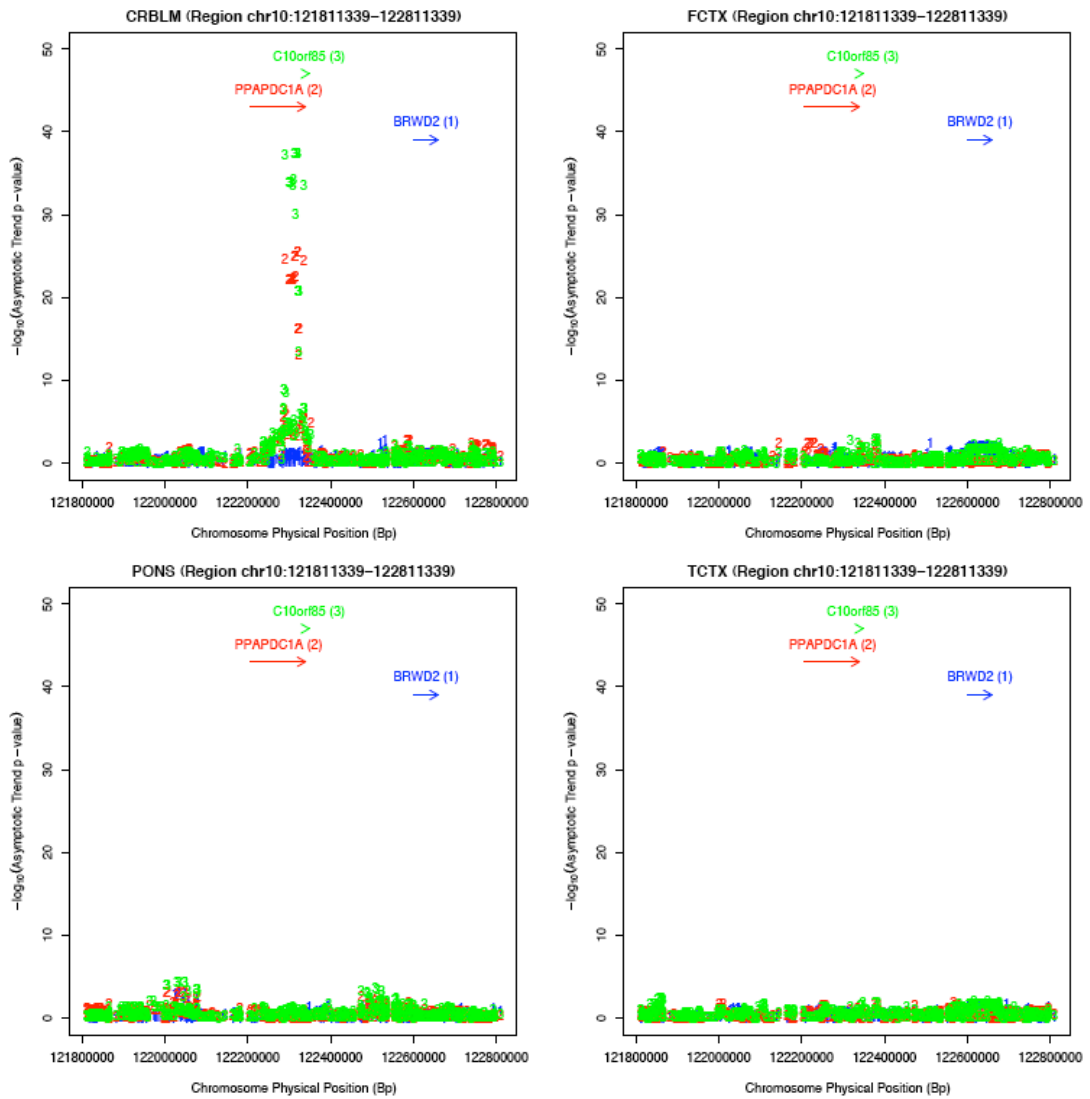 CRBLM (Region chr10:121811339−122811339)
50
40
30
20
10
0
−log10(Asymptotic Trend p−value)
C10orf85 (3)
PPAPDC1A (2)
BRWD2 (1)
121800000 122000000 122200000 122400000 122600000 122800000
Chromosome Physical Position (Bp)
FCTX (Region chr10:121811339−122811339)
50
40
30
20
10
0
−log10(Asymptotic Trend p−value)
C10orf85 (3)
PPAPDC1A (2)
BRWD2 (1)
121800000 122000000 122200000 122400000 122600000 122800000
Chromosome Physical Position (Bp)
PONS (Region chr10:121811339−122811339)
50
40
30
20
10
0
−log10(Asymptotic Trend p−value)
C10orf85 (3)
PPAPDC1A (2)
BRWD2 (1)
121800000 122000000 122200000 122400000 122600000 122800000
Chromosome Physical Position (Bp)
TCTX (Region chr10:121811339−122811339)
50
40
30
20
10
0
−log10(Asymptotic Trend p−value)
C10orf85 (3)
PPAPDC1A (2)
BRWD2 (1)
121800000 122000000 122200000 122400000 122600000 122800000
Chromosome Physical Position (Bp)